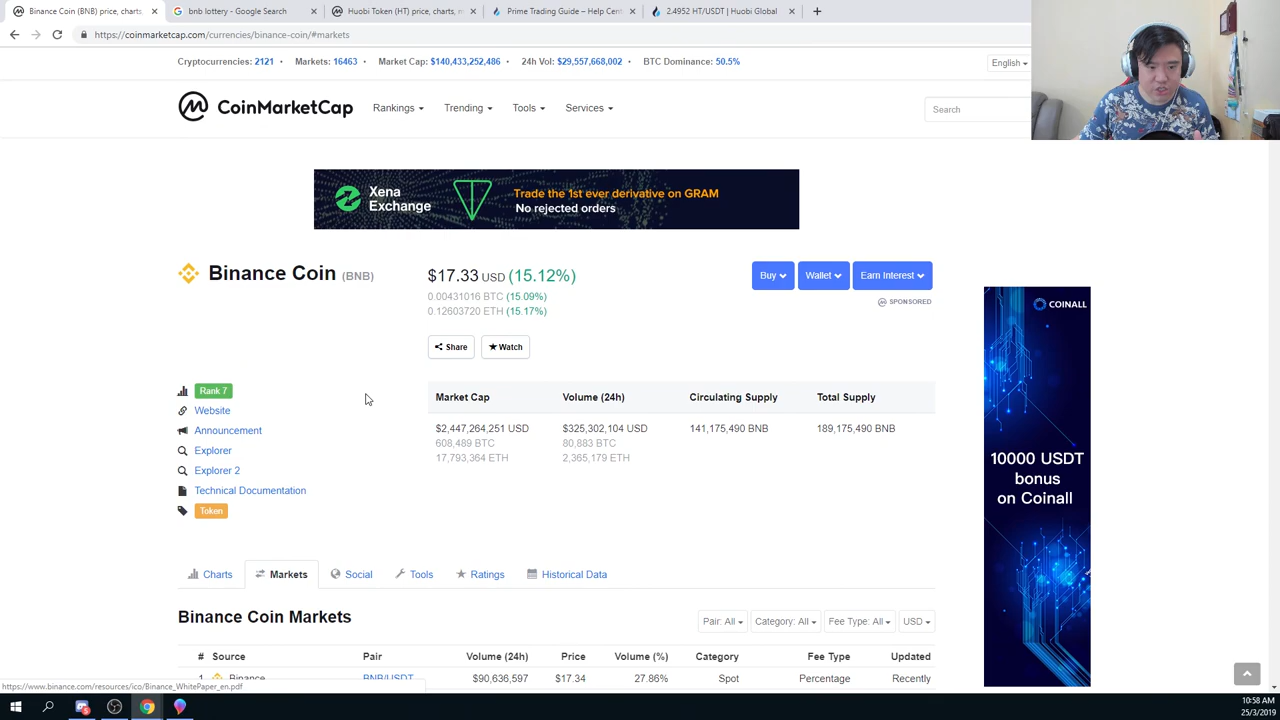 Binance Coin (BNB) price, charts,
bnb lottery - Google Search
Huobi Token (HT) price, charts, m
Prime Trading Guide – Help Cent
2.4952 HT/USDT | Huobi Global
https://coinmarketcap.com/currencies/binance-coin/#markets
Cryptocurrencies: 2121 Markets: 16463 Market Cap: $140,433,252,486 24h Vol: $29,557,668,002 BTC Dominance: 50.5%
English
CoinMarketCap
Rankings Trending Tools Services
Search
Xena Exchange
Trade the 1st ever derivative on GRAM
No rejected orders
Binance Coin (BNB)
$17.33 USD (15.12%)
0.00431016 BTC (15.09%)
0.12603720 ETH (15.17%)
Buy Wallet Earn Interest
SPONSORED
Share Watch
COINALL
10000 USDT
bonus
on Coinall
Rank 7
Website
Announcement
Explorer
Explorer 2
Technical Documentation
Token
Market Cap Volume (24h) Circulating Supply Total Supply
$2,447,264,251 USD $325,302,104 USD 141,175,490 BNB 189,175,490 BNB
608,489 BTC 80,883 BTC
17,793,364 ETH 2,365,179 ETH
Charts Markets Social Tools Ratings Historical Data
Binance Coin Markets
Pair: All Category: All Fee Type: All USD
# Source Pair Volume (24h) Price Volume (%) Category Fee Type Updated
1 Binance BNB/USDT $90,636,597 $17.34 27.86% Spot Percentage Recently
https://www.binance.com/resources/ico/Binance_WhitePaper_en.pdf
10:58 AM
25/3/2019